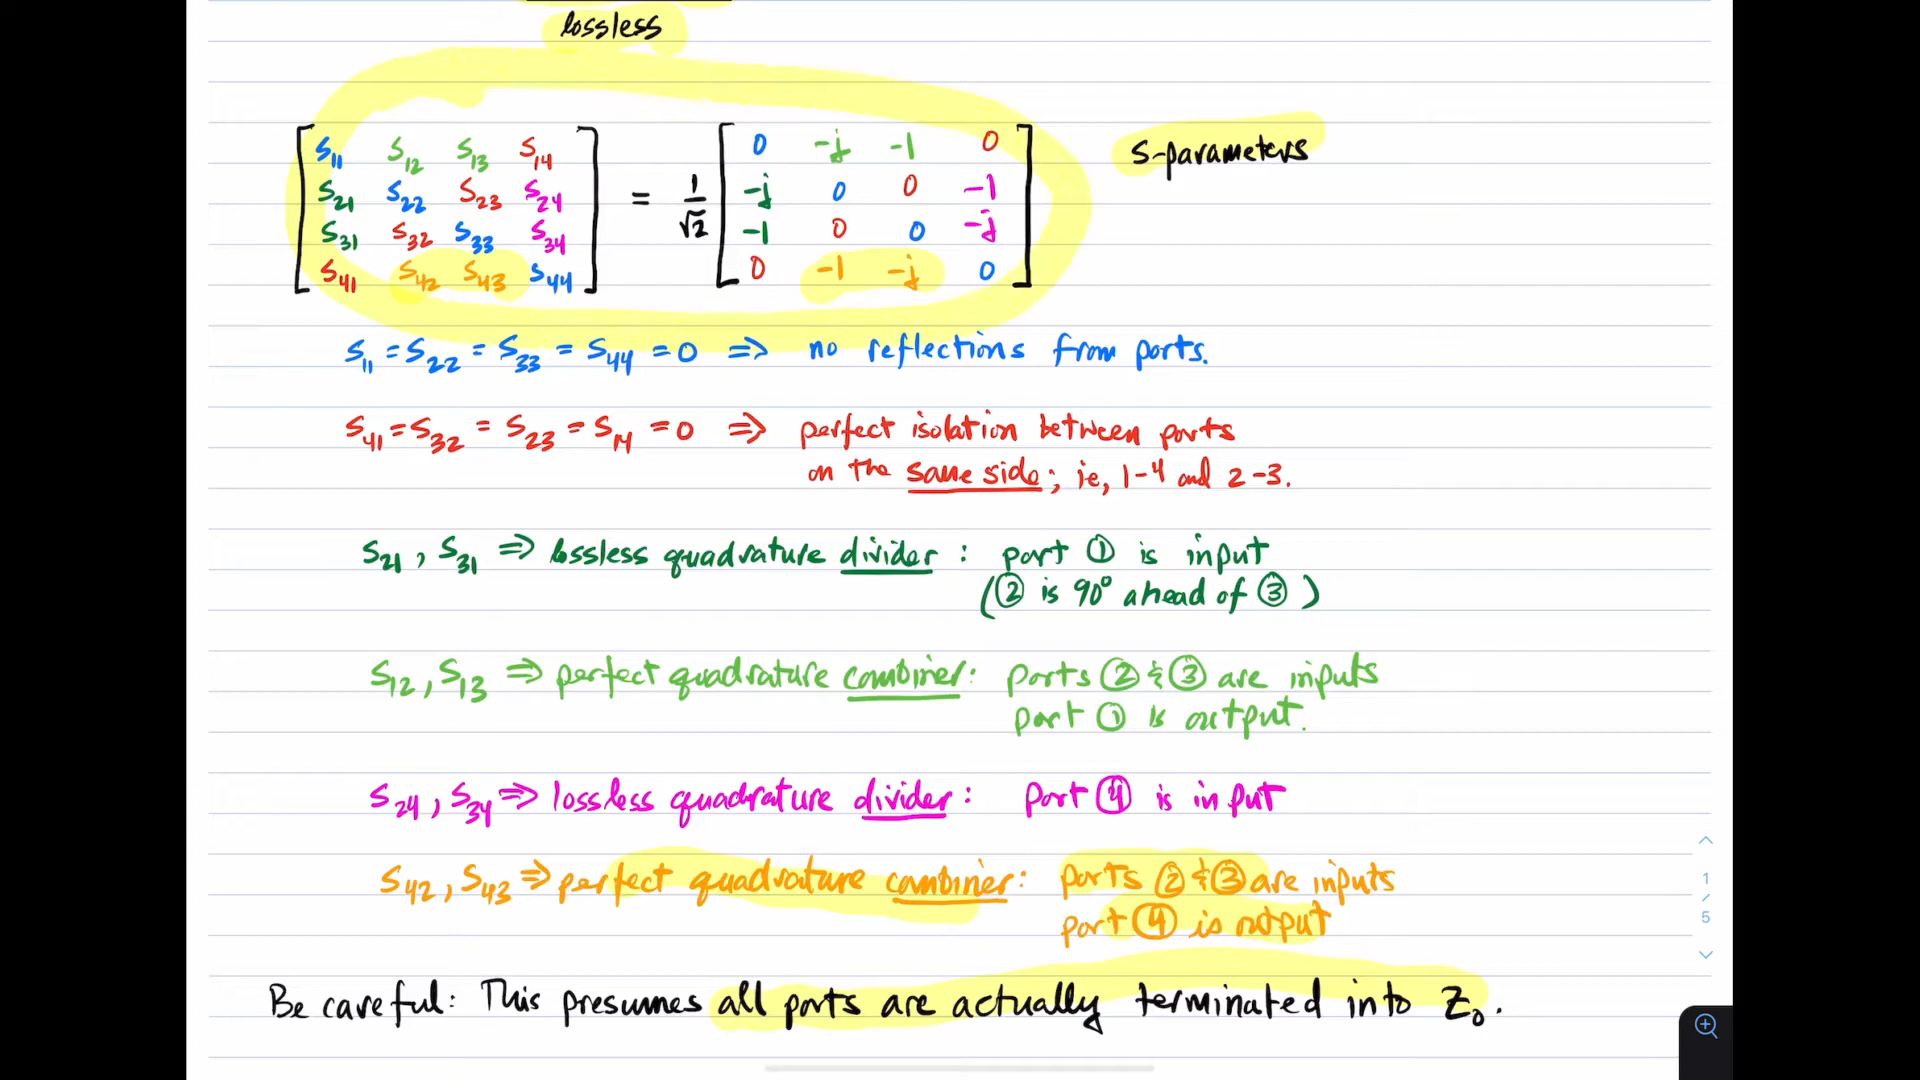 lossless
[ S11 S12 S13 S14 ] = 1/√2 [ 0 -j -1 0 ] S-parameters
[ S21 S22 S23 S24 ] [ -j 0 0 -1 ]
[ S31 S32 S33 S34 ] [ -1 0 0 -j ]
[ S41 S42 S43 S44 ] [ 0 -1 -j 0 ]
S11 = S22 = S33 = S44 = 0 ⇒ no reflections from ports.
S41 = S32 = S23 = S14 = 0 ⇒ perfect isolation between ports
on the same side; ie, 1-4 and 2-3.
S21, S31 ⇒ lossless quadrature divider: port ① is input
(② is 90° ahead of ③)
S12, S13 ⇒ perfect quadrature combiner: ports ② & ③ are inputs
port ① is output.
S24, S34 ⇒ lossless quadrature divider: port ④ is input
S42, S43 ⇒ perfect quadrature combiner: ports ② & ③ are inputs
port ④ is output
Be careful: This presumes all ports are actually terminated into Z0.
1
/
5